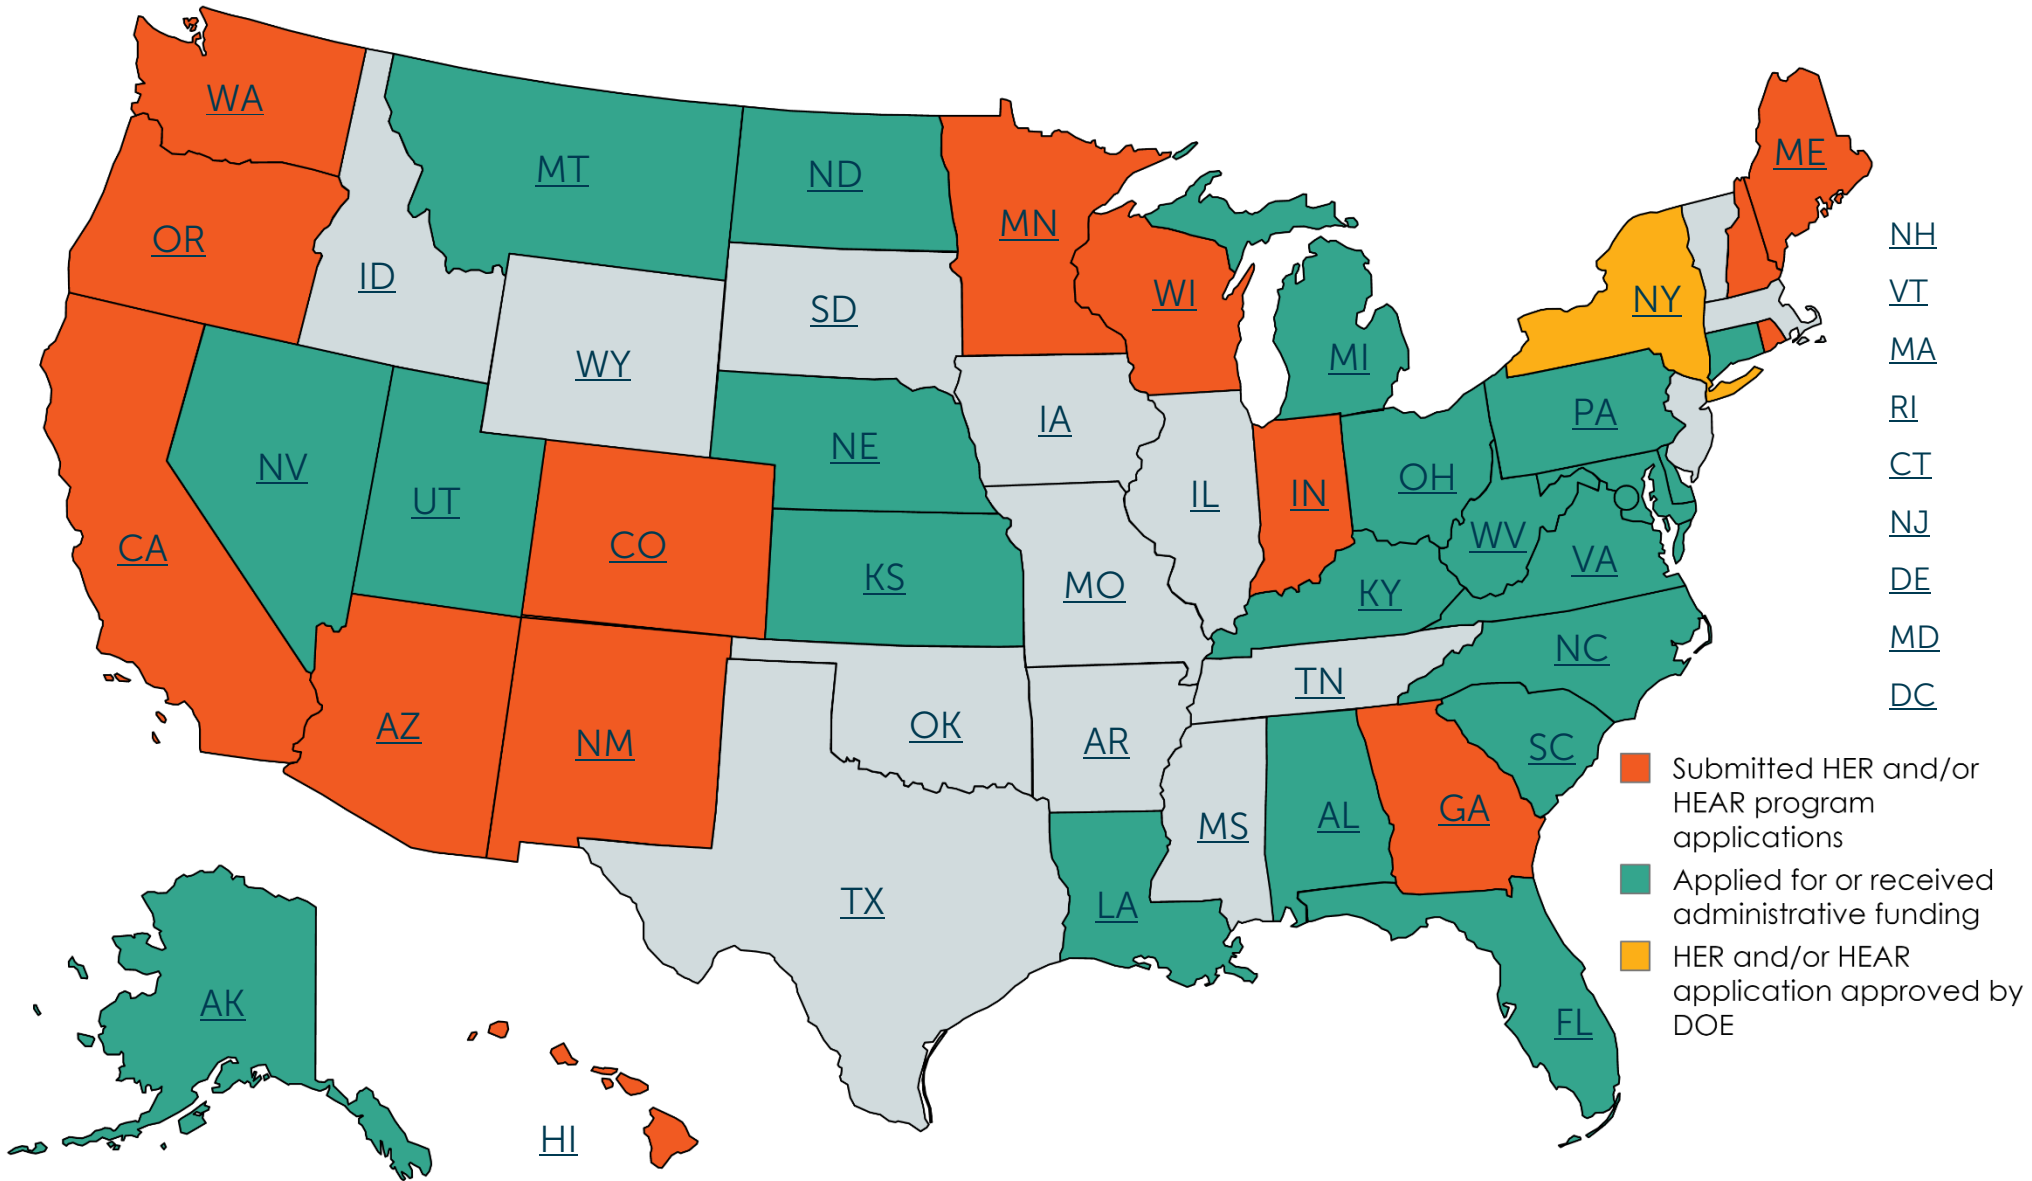 WA
ME
MT
ND
MN
NH
OR
ID
VT
WI
NY
SD
MA
MI
WY
RI
IA
PA
NE
NV
CT
OH
UT
IL
IN
NJ
WV
CO
CA
VA
KS
DE
MO
KY
MD
NC
TN
DC
AZ
OK
NM
AR
SC
Submitted HER and/or
HEAR program
applications
GA
AL
MS
Applied for or received
administrative funding
TX
LA
HER and/or HEAR
application approved by
DOE
AK
FL
HI